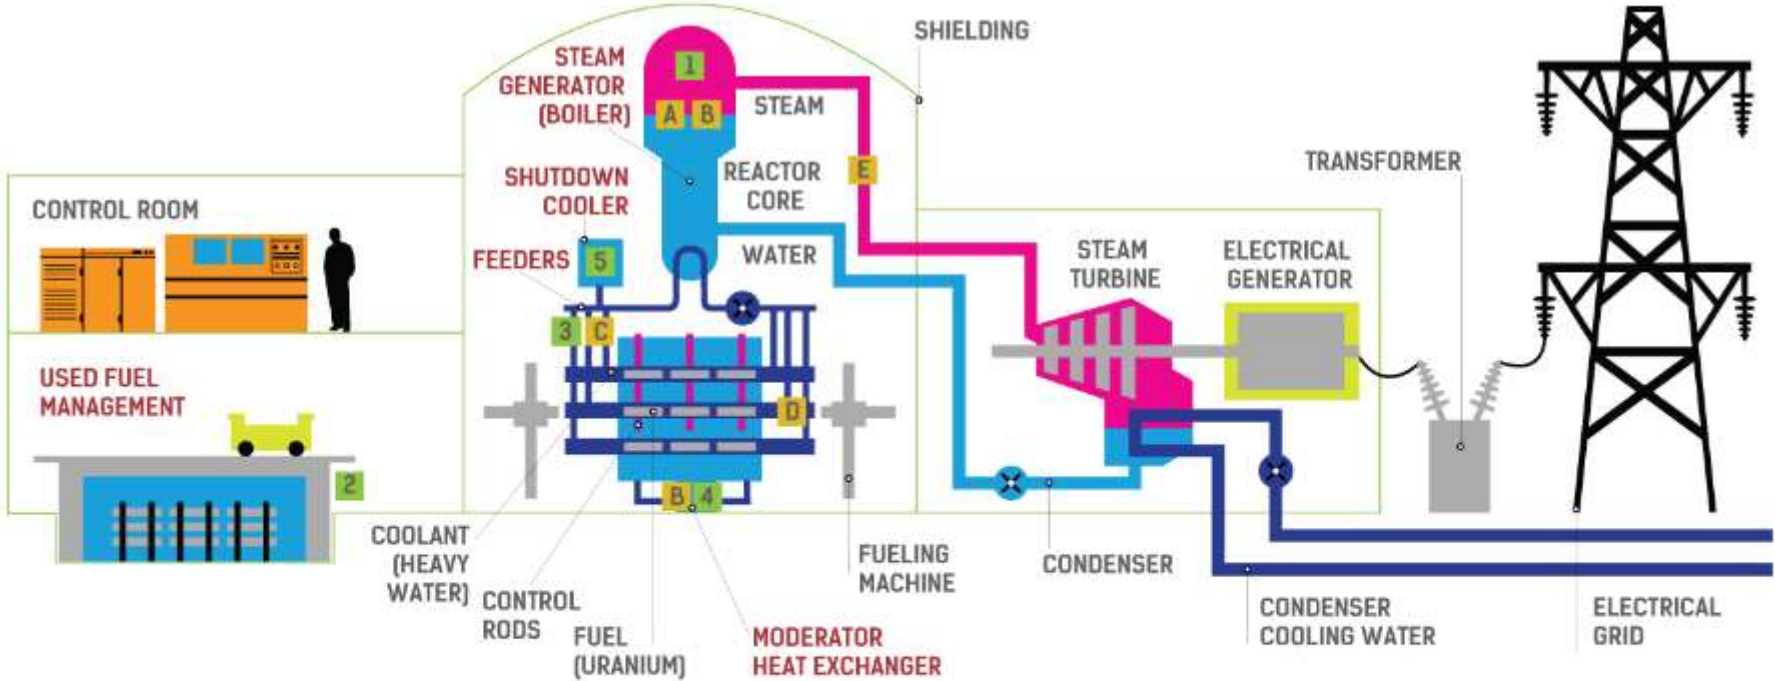 SHIELDING
STEAM
GENERATOR
(BOILER)
1
A
B
STEAM
E
TRANSFORMER
REACTOR
CORE
SHUTDOWN
COOLER
CONTROL ROOM
WATER
FEEDERS
5
STEAM
TURBINE
ELECTRICAL
GENERATOR
3
C
USED FUEL
MANAGEMENT
D
2
B
4
COOLANT
(HEAVY
WATER)
CONTROL
RODS
FUEL
(URANIUM)
MODERATOR
HEAT EXCHANGER
FUELING
MACHINE
CONDENSER
CONDENSER
COOLING WATER
ELECTRICAL
GRID